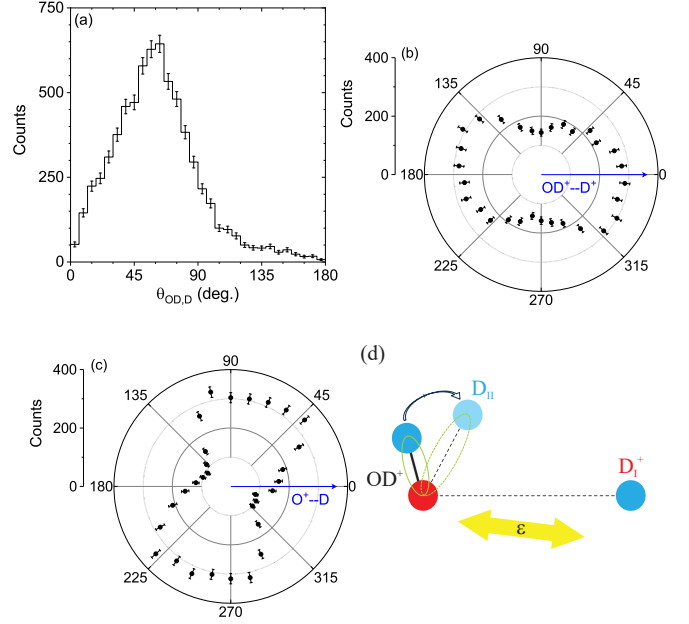 (a)
750
500
250
0
Counts
0
45
90
135
180
θOD,D (deg.)
(b)
400
200
0
Counts
90
45
0
315
270
225
180
135
OD+--D+
(c)
400
200
0
Counts
90
45
0
315
270
225
180
135
O+--D
(d)
DII
OD+
DI+
ε